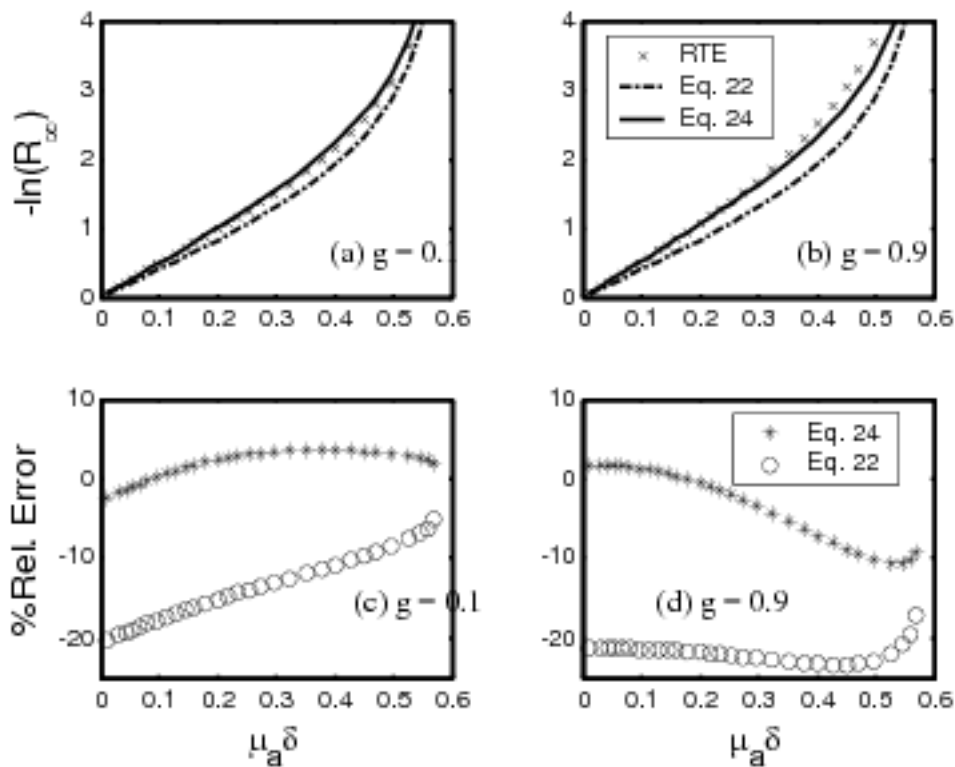 4
3
2
1
0
-ln(R∞)
(a) g = 0.
0 0.1 0.2 0.3 0.4 0.5 0.6
4
3
2
1
0
RTE
Eq. 22
Eq. 24
(b) g = 0.9
0 0.1 0.2 0.3 0.4 0.5 0.6
10
0
-10
-20
%Rel. Error
(c) g = 0.1
0 0.1 0.2 0.3 0.4 0.5 0.6
μaδ
10
0
-10
-20
Eq. 24
Eq. 22
(d) g = 0.9
0 0.1 0.2 0.3 0.4 0.5 0.6
μaδ